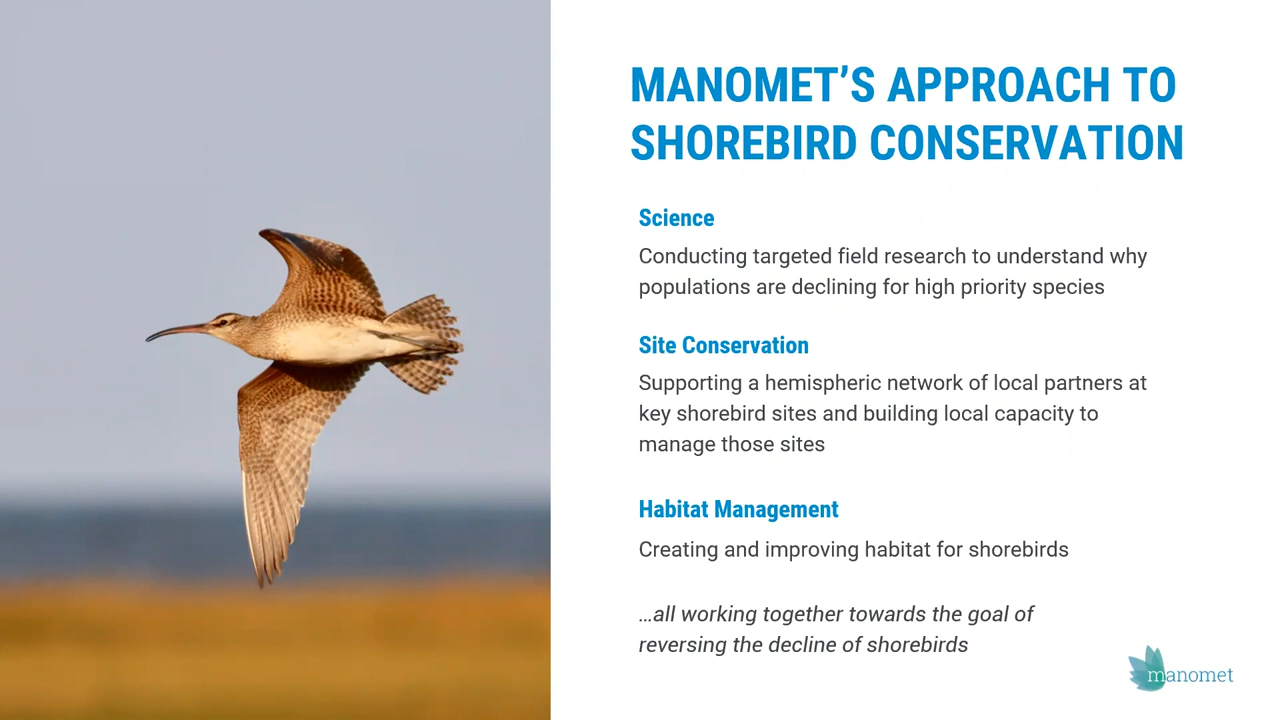 MANOMET’S APPROACH TO
SHOREBIRD CONSERVATION
Science
Conducting targeted field research to understand why
populations are declining for high priority species
Site Conservation
Supporting a hemispheric network of local partners at
key shorebird sites and building local capacity to
manage those sites
Habitat Management
Creating and improving habitat for shorebirds
...all working together towards the goal of
reversing the decline of shorebirds
manomet